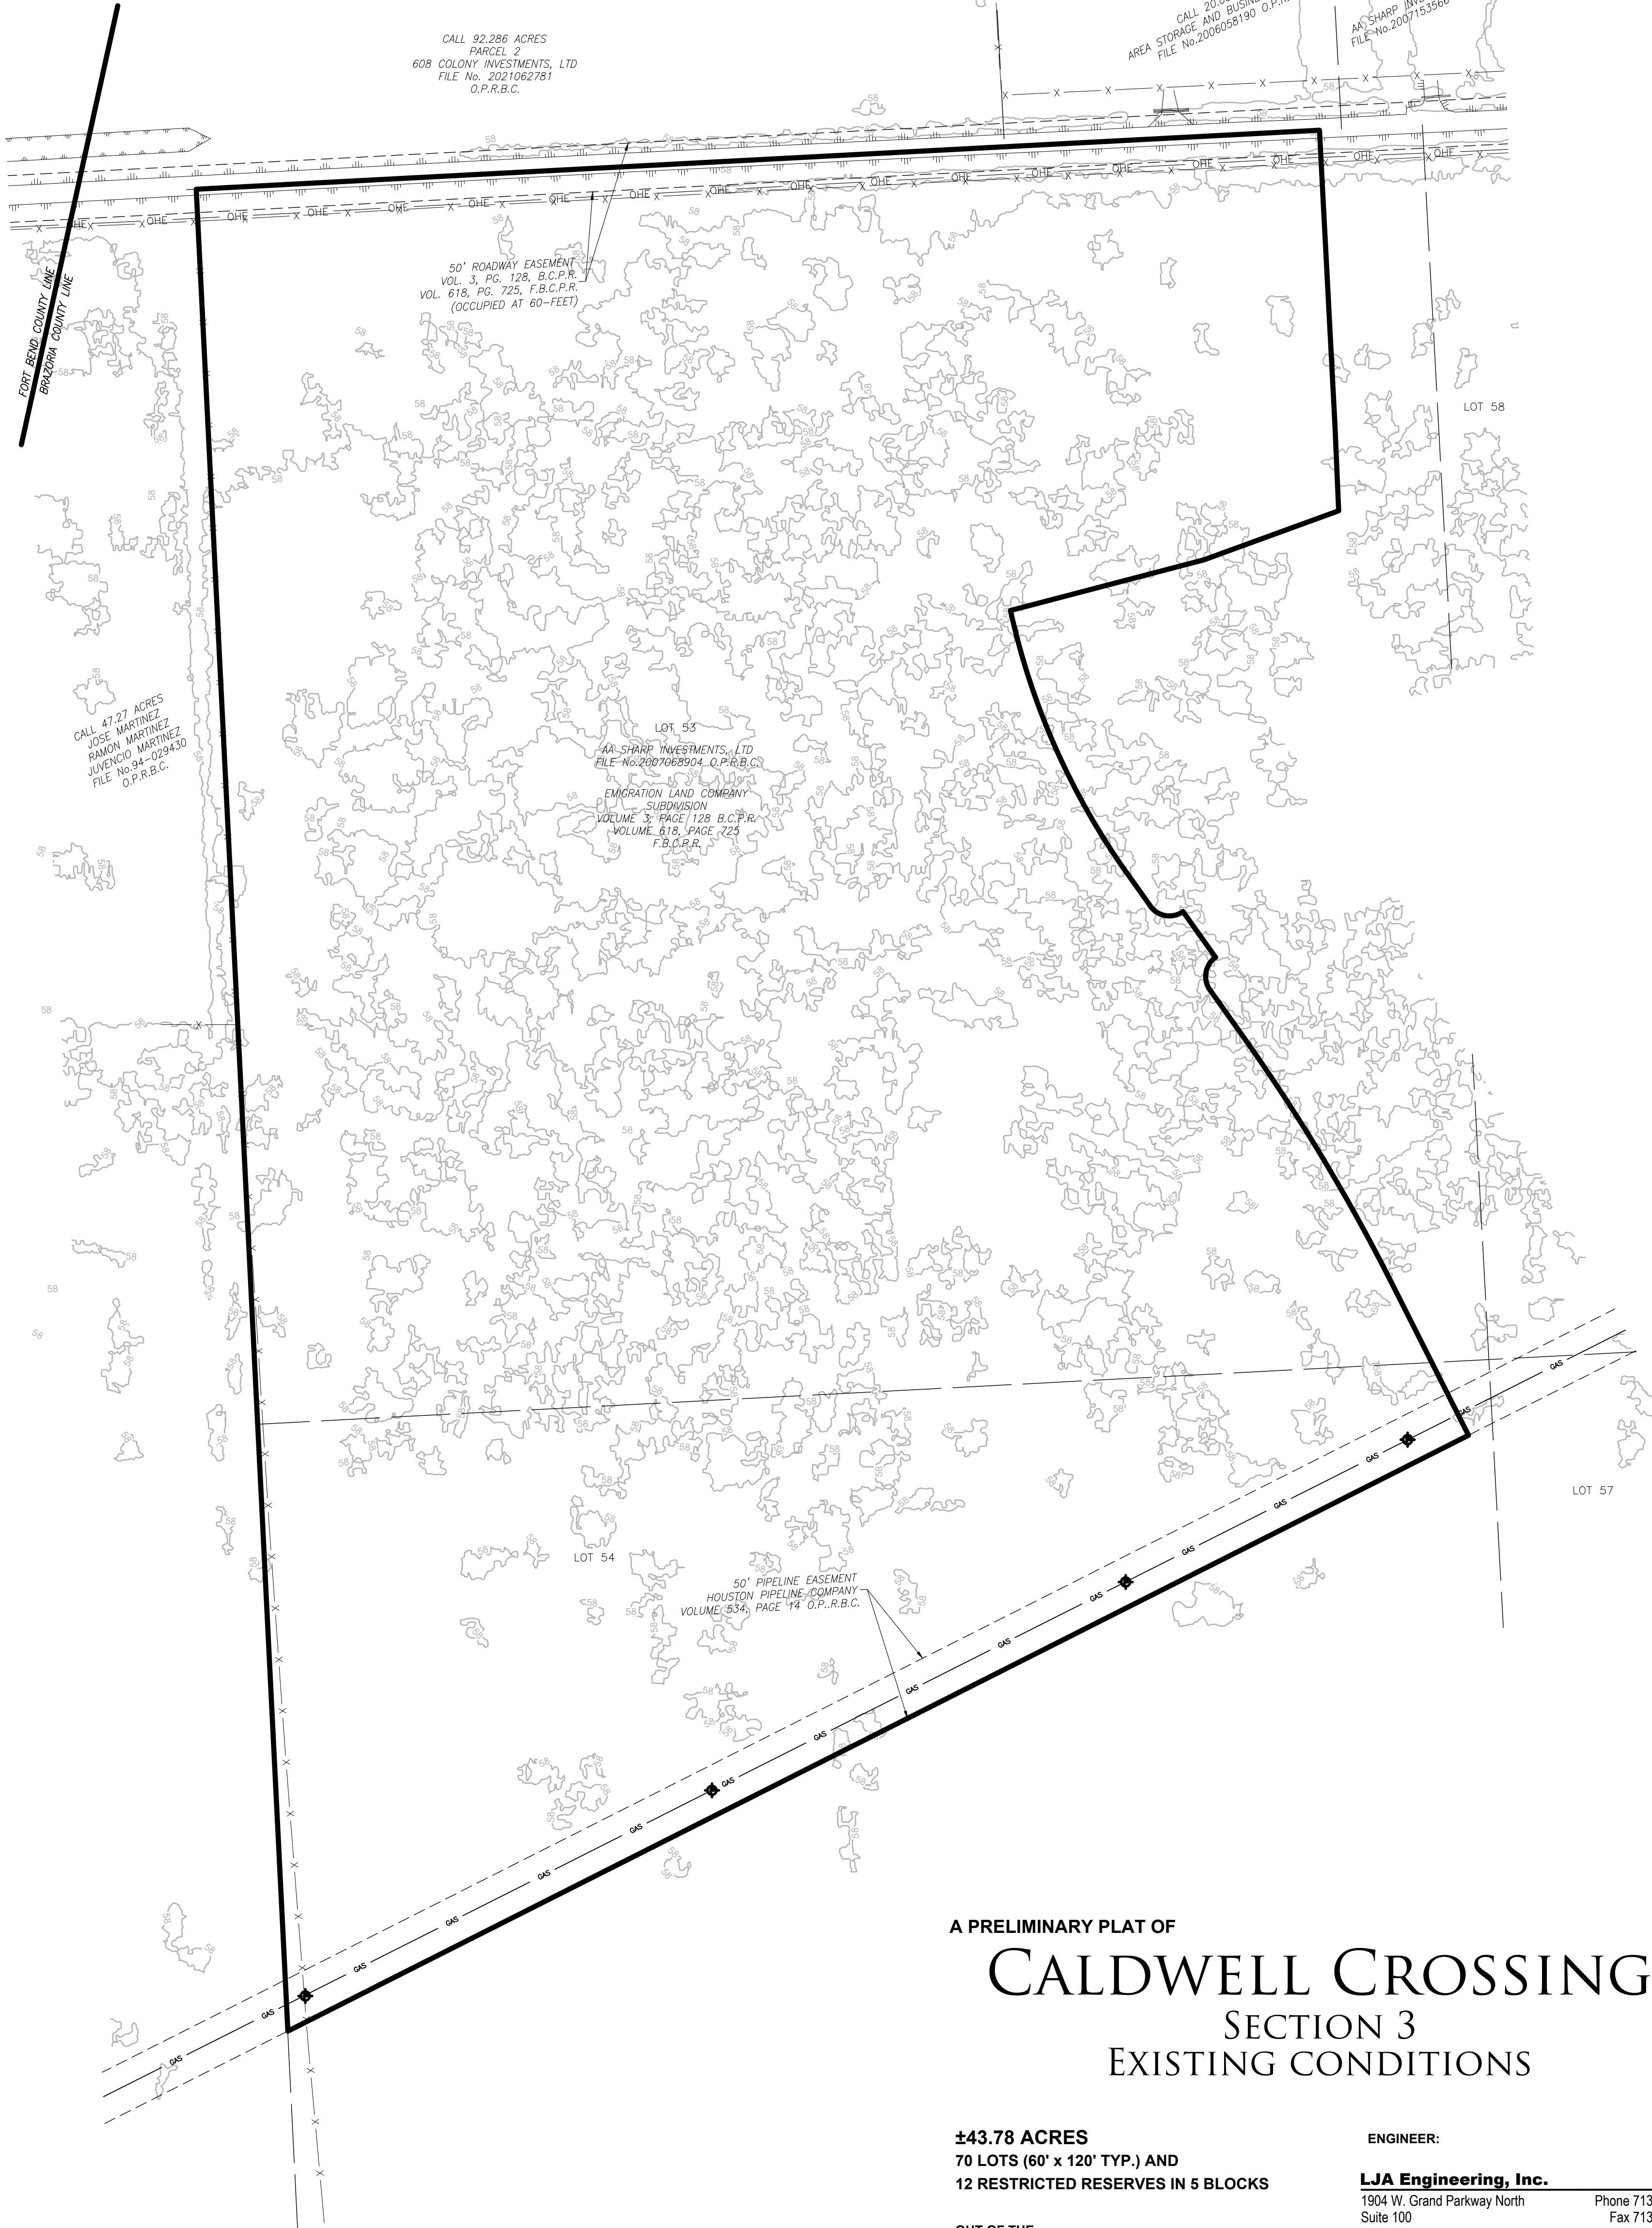 CALL 92.286 ACRES
PARCEL 2
608 COLONY INVESTMENTS, LTD
FILE No. 2021062781
O.P.R.B.C.
AREA STORAGE AND
FILE No.2006058190
AA SHARP
FILE No.2007153566
FORT BEND COUNTY LINE
BRAZORIA COUNTY LINE
50' ROADWAY EASEMENT
VOL. 3, PG. 128, B.C.P.R.
VOL. 618, PG. 725, F.B.C.P.R.
(OCCUPIED AT 60-FEET)
LOT 58
CALL 47.27 ACRES
JOSE MARTINEZ
RAMON MARTINEZ
JUVENCIO MARTINEZ
FILE No.94-029430
O.P.R.B.C.
LOT 53
AA SHARP INVESTMENTS, LTD
FILE No.2007068904 O.P.R.B.C.
EMIGRATION LAND COMPANY
SUBDIVISION
VOLUME 3, PAGE 128 B.C.P.R.
VOLUME 618, PAGE 725
F.B.C.P.R.
LOT 57
LOT 54
50' PIPELINE EASEMENT
HOUSTON PIPELINE COMPANY
VOLUME 534, PAGE 14 O.P..R.B.C.
A PRELIMINARY PLAT OF
CALDWELL CROSSING
SECTION 3
EXISTING CONDITIONS
±43.78 ACRES
70 LOTS (60' x 120' TYP.) AND
12 RESTRICTED RESERVES IN 5 BLOCKS
ENGINEER:
LJA Engineering, Inc.
1904 W. Grand Parkway North Phone 713
Suite 100 Fax 713
OUT OF THE